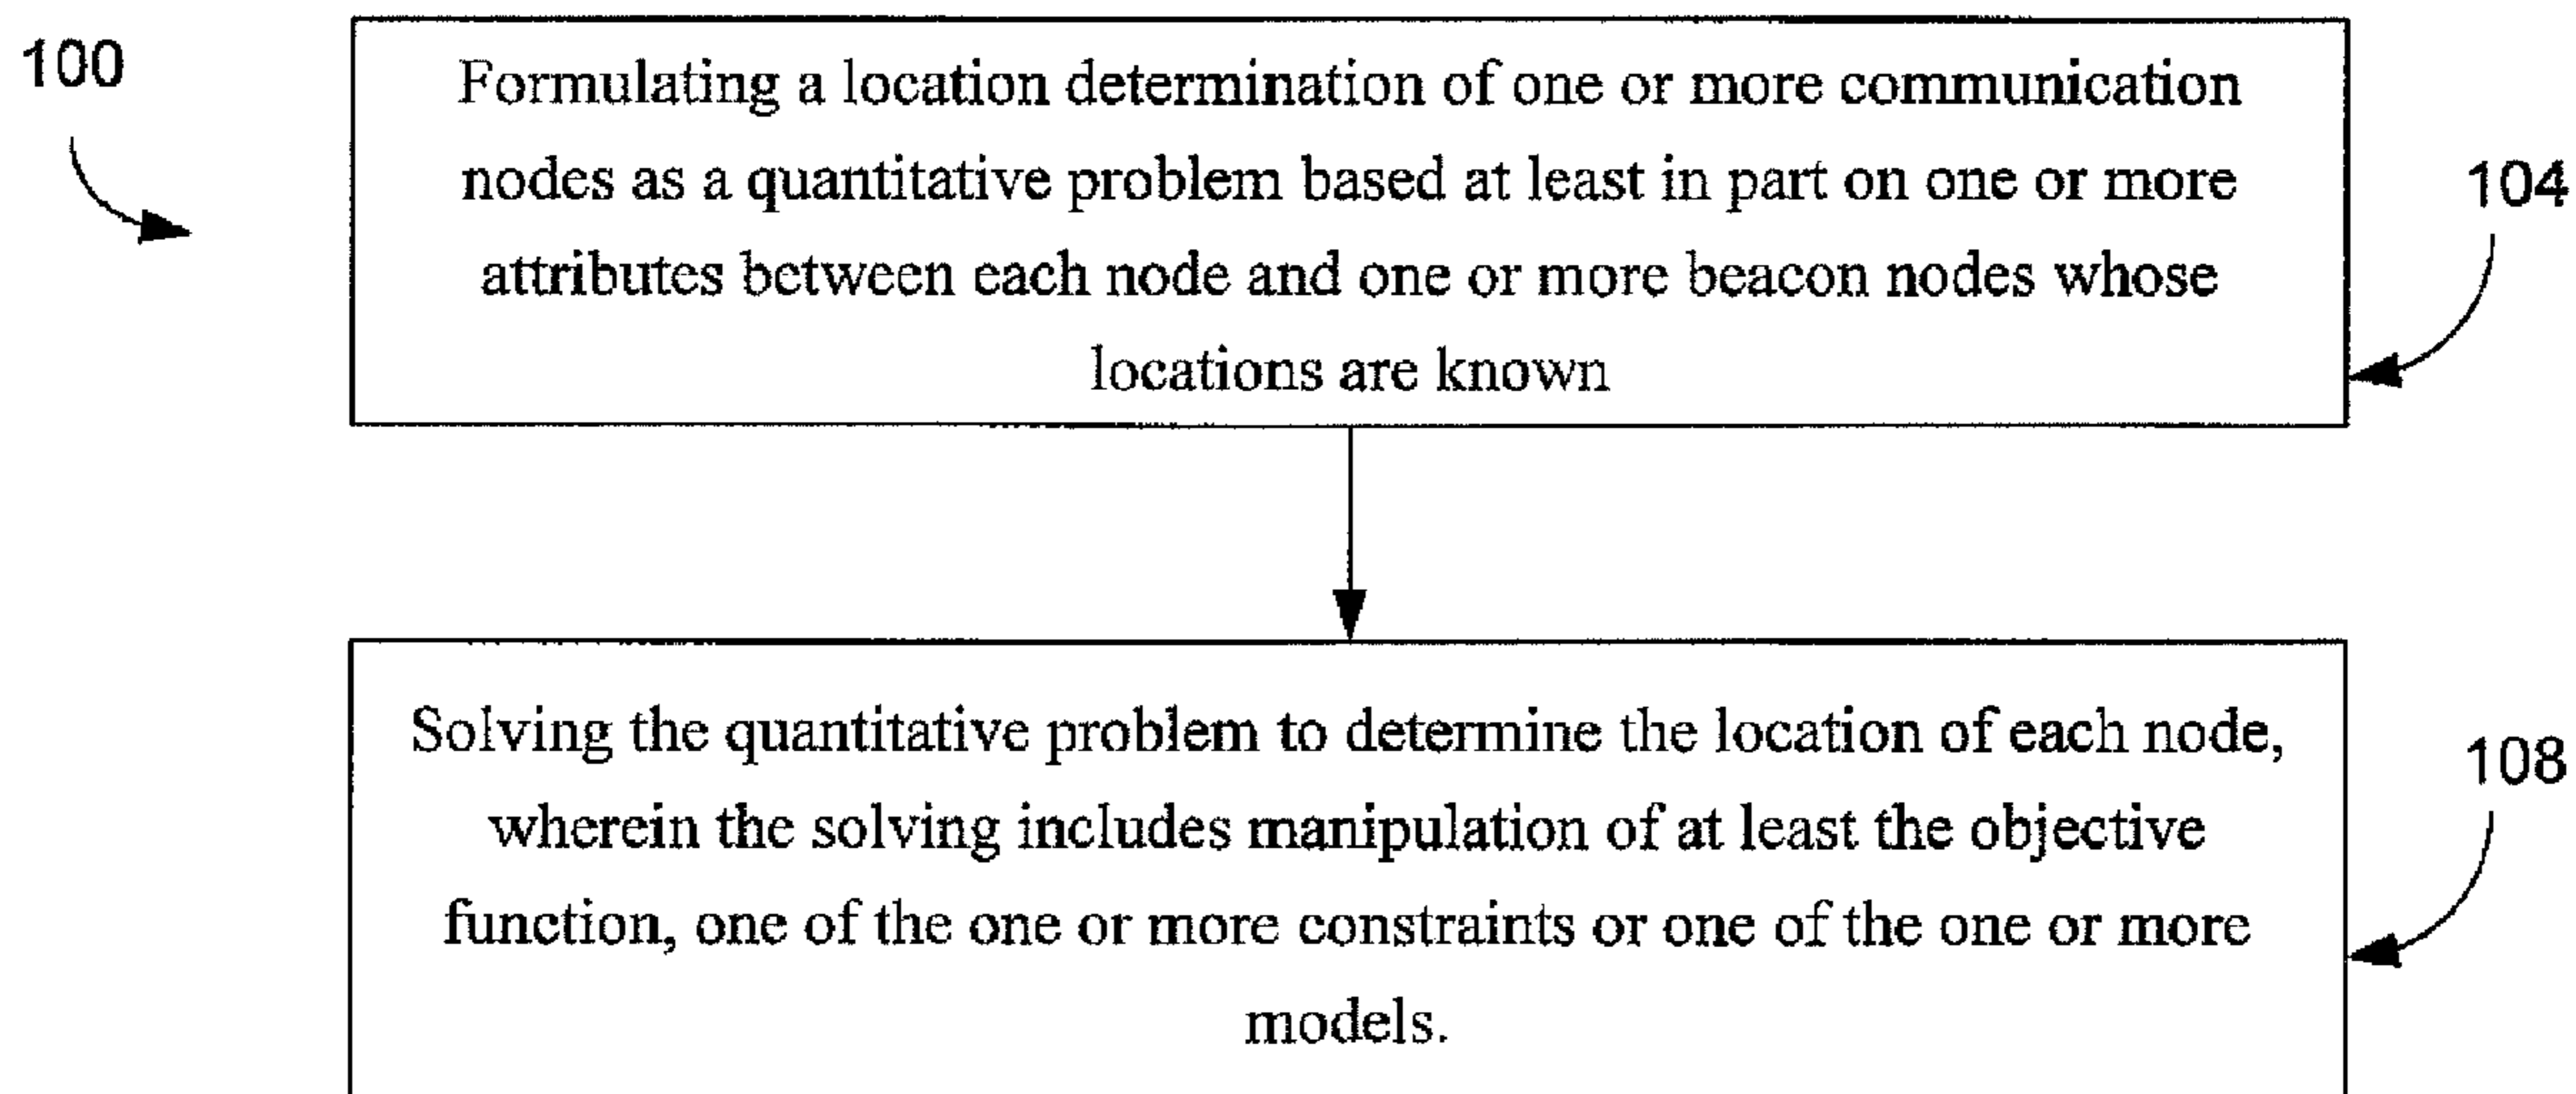 100
Formulating a location determination of one or more communication
nodes as a quantitative problem based at least in part on one or more
attributes between each node and one or more beacon nodes whose
locations are known
104
Solving the quantitative problem to determine the location of each node,
wherein the solving includes manipulation of at least the objective
function, one of the one or more constraints or one of the one or more
models.
108